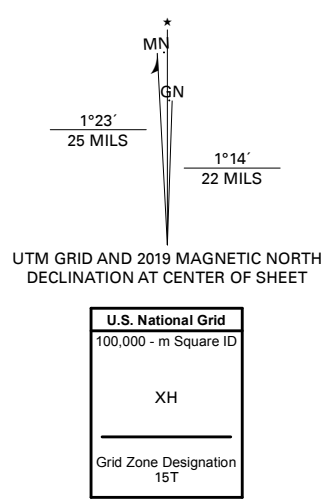 ★
MN
GN
1°23´
25 MILS
1°14´
22 MILS
UTM GRID AND 2019 MAGNETIC NORTH
DECLINATION AT CENTER OF SHEET
U.S. National Grid
100,000 - m Square ID
XH
Grid Zone Designation
15T